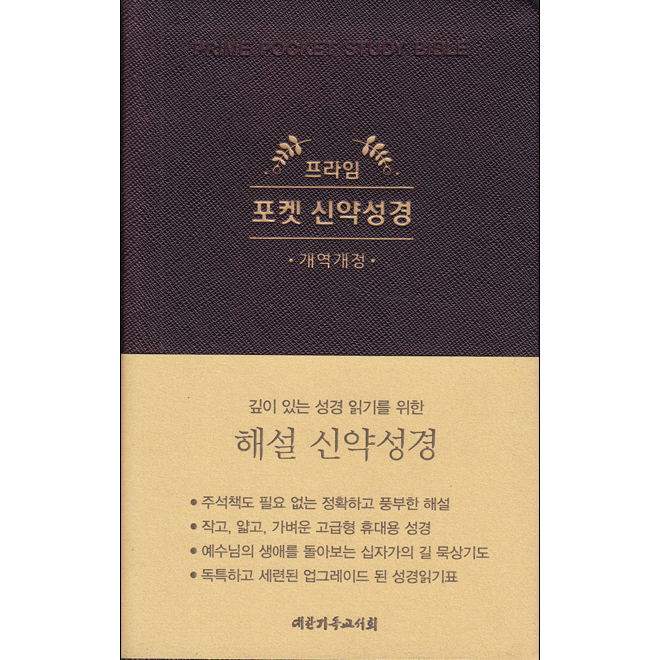 PRIME POCKET STUDY BIBLE
프라임
포켓 신약성경
• 개역개정 •
깊이 있는 성경 읽기를 위한
해설 신약성경
• 주석책도 필요 없는 정확하고 풍부한 해설
• 작고, 얇고, 가벼운 고급형 휴대용 성경
• 예수님의 생애를 돌아보는 십자가의 길 묵상기도
• 독특하고 세련된 업그레이드 된 성경읽기표
대한기독교서회